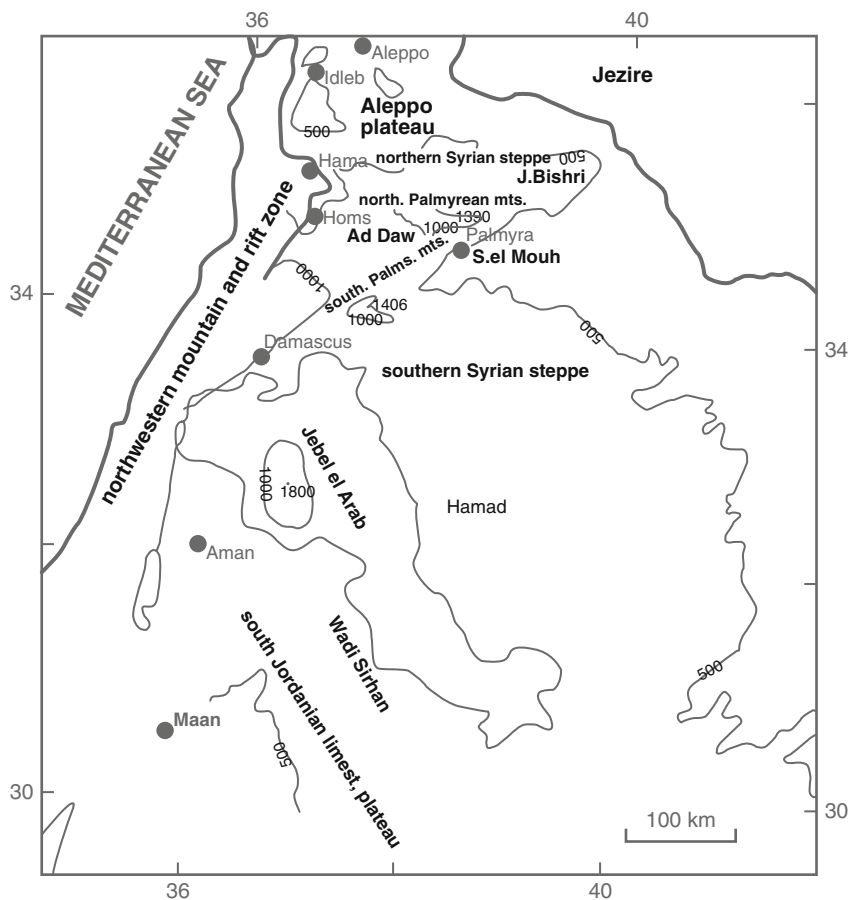 36
40
Aleppo
Idleb
Jezire
MEDITERRANEAN SEA
Aleppo
plateau
500
Hama
northern Syrian steppe
500
J.Bishri
north. Palmyrean mts.
1390
Homs
1000
Ad Daw
Palmyra
S.el Mouh
south. Palms. mts.
1000
34
1406
1000
500
Damascus
34
southern Syrian steppe
northwestern mountain and rift zone
Jebel el Arab
1000
1800
Hamad
Aman
south Jordanian limest, plateau
Wadi Sirhan
500
Maan
500
30
30
100 km
36
40